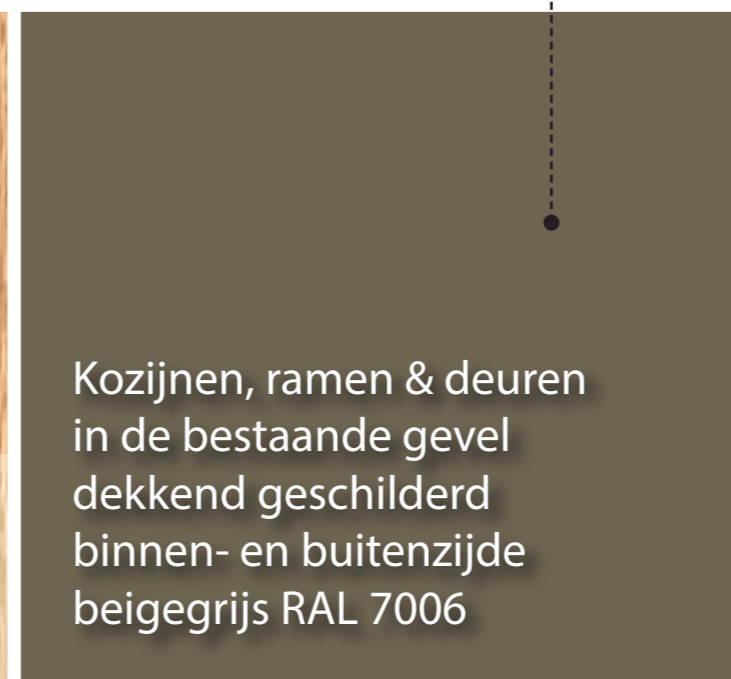 Kozijnen, ramen & deuren
in de bestaande gevel
dekkend geschilderd
binnen- en buitenzijde
beigegrijs RAL 7006